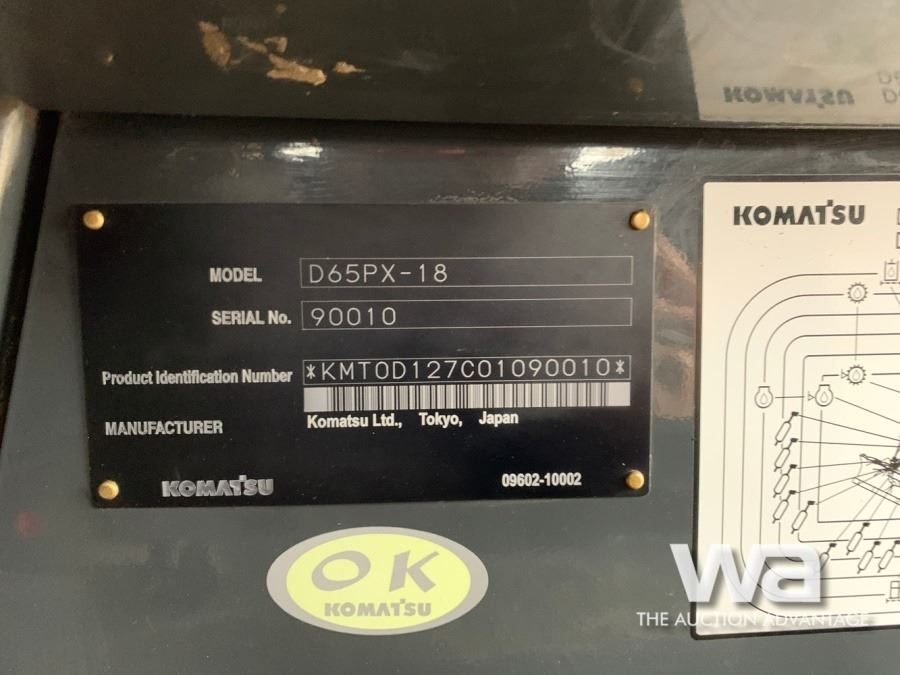 KOMATSU
MODEL D65PX-18
SERIAL No. 90010
Product Identification Number *KMT0D127C01090010*
MANUFACTURER Komatsu Ltd., Tokyo, Japan
KOMATSU 09602-10002
OK
KOMATSU
KOMATSU
wa
THE AUCTION ADVANTAGE